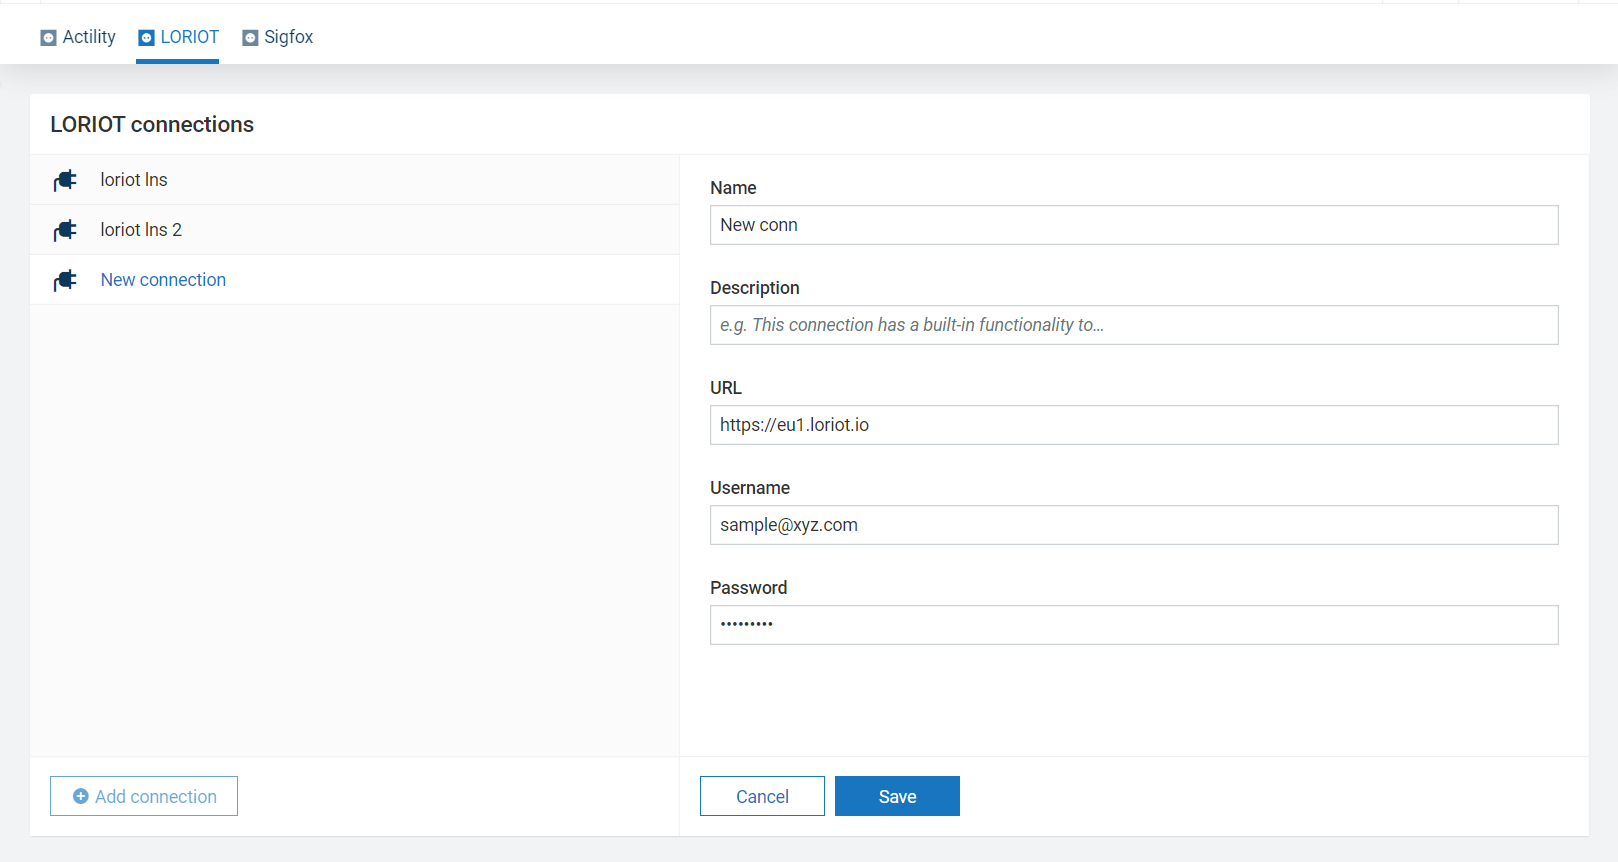 Actility LORIOT Sigfox
LORIOT connections
loriot lns
loriot lns 2
New connection
Name
New conn
Description
e.g. This connection has a built-in functionality to...
URL
https://eu1.loriot.io
Username
sample@xyz.com
Password
•••••••••
Add connection
Cancel
Save